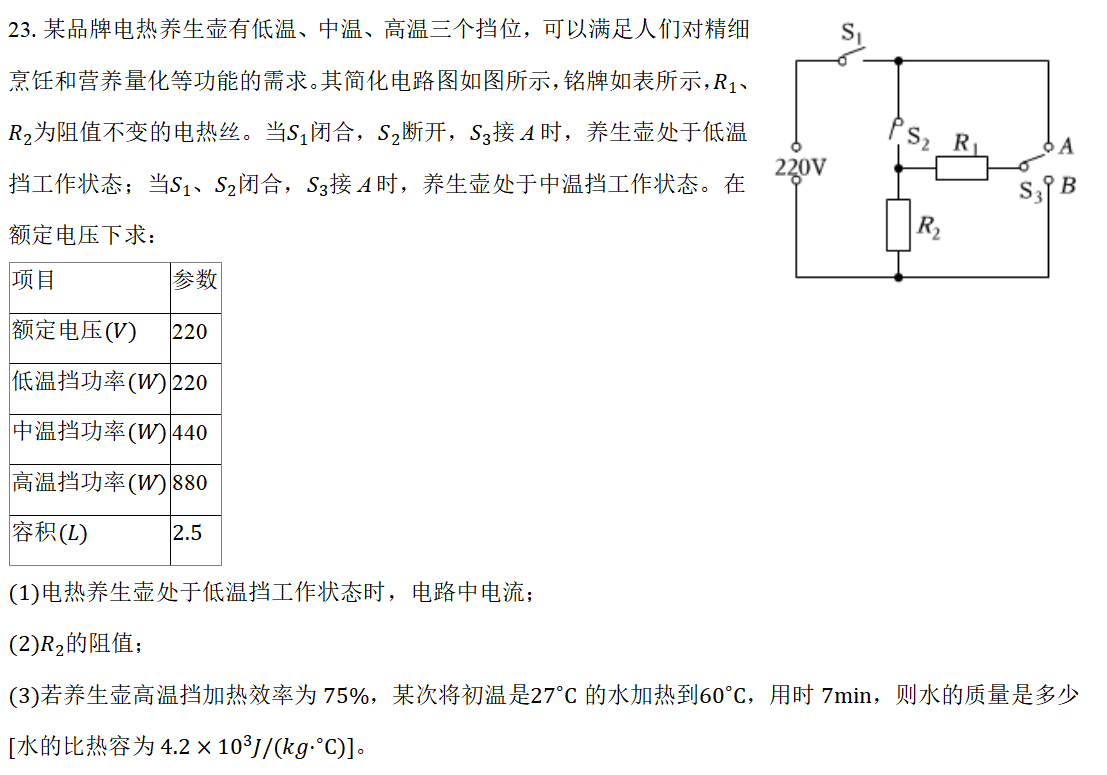 23. 某品牌电热养生壶有低温、中温、高温三个挡位，可以满足人们对精细
烹饪和营养量化等功能的需求。其简化电路图如图所示，铭牌如表所示，R₁、
R₂为阻值不变的电热丝。当S₁闭合，S₂断开，S₃接 A 时，养生壶处于低温
挡工作状态；当S₁、S₂闭合，S₃接 A 时，养生壶处于中温挡工作状态。在
额定电压下求：
S₁
S₂
R₁
A
220V
S₃
B
R₂
项目 参数
额定电压(V) 220
低温挡功率(W) 220
中温挡功率(W) 440
高温挡功率(W) 880
容积(L) 2.5
(1)电热养生壶处于低温挡工作状态时，电路中电流；
(2)R₂的阻值；
(3)若养生壶高温挡加热效率为 75%，某次将初温是27°C 的水加热到60°C，用时 7min，则水的质量是多少
[水的比热容为 4.2 × 10³J/(kg·°C)]。